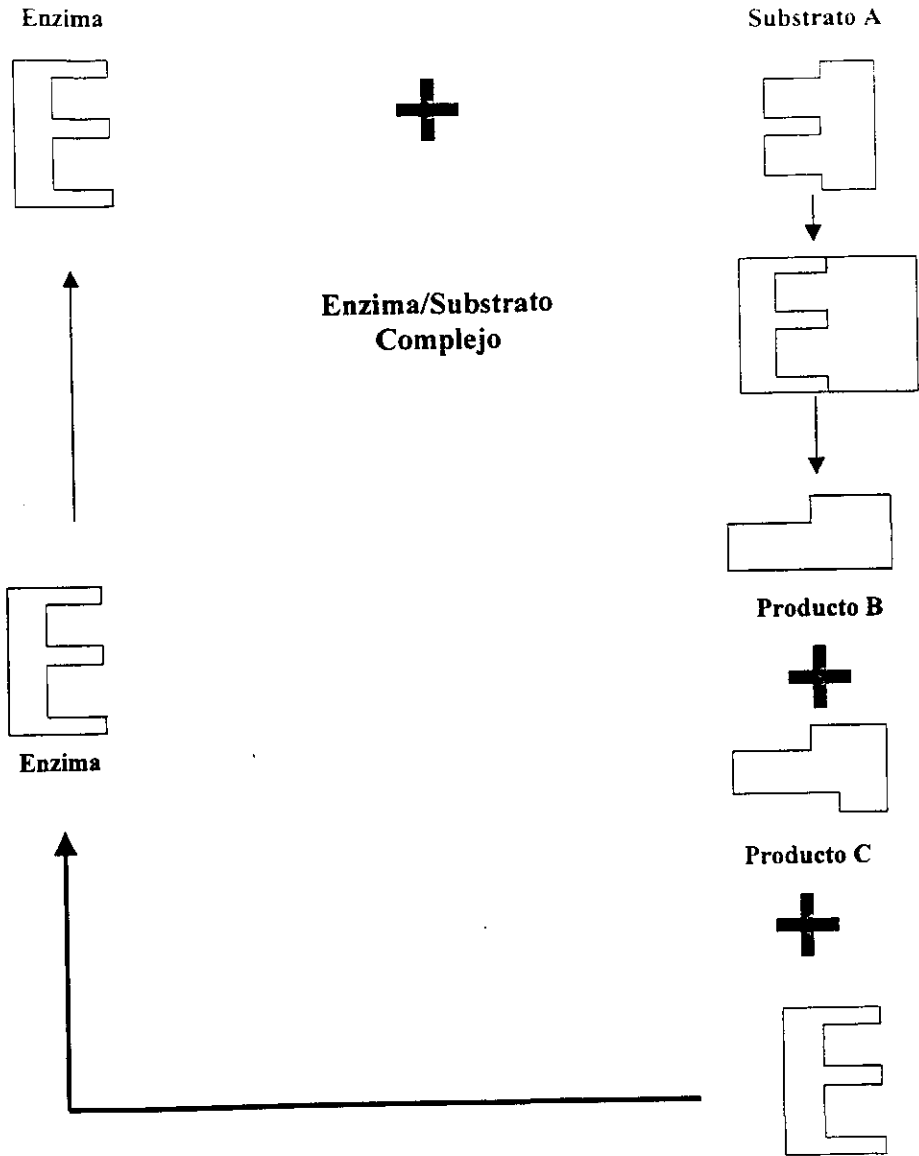 Enzima
Substrato A
E
Enzima/Substrato
Complejo
E
E
Producto B
Enzima
Producto C
E